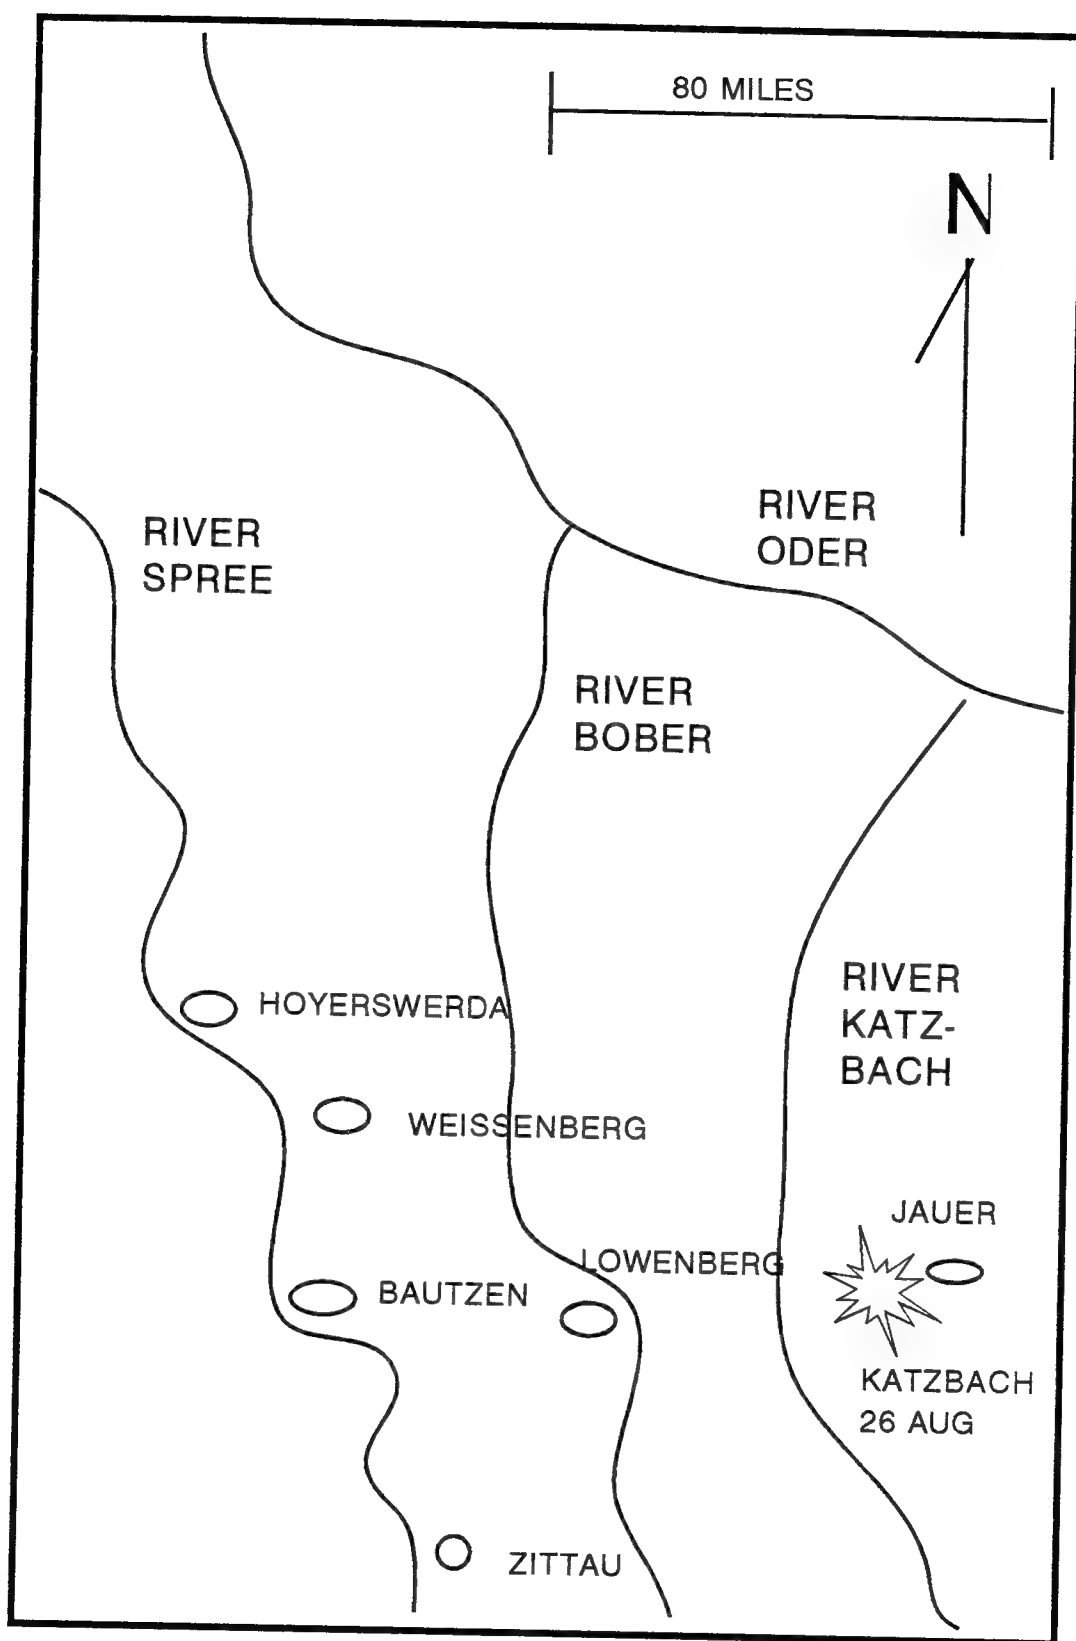 80 MILES
N
RIVER
ODER
RIVER
SPREE
RIVER
BOBER
RIVER
KATZ-
BACH
HOYERSWERDA
WEISSENBERG
JAUER
LOWENBERG
BAUTZEN
KATZBACH
26 AUG
ZITTAU